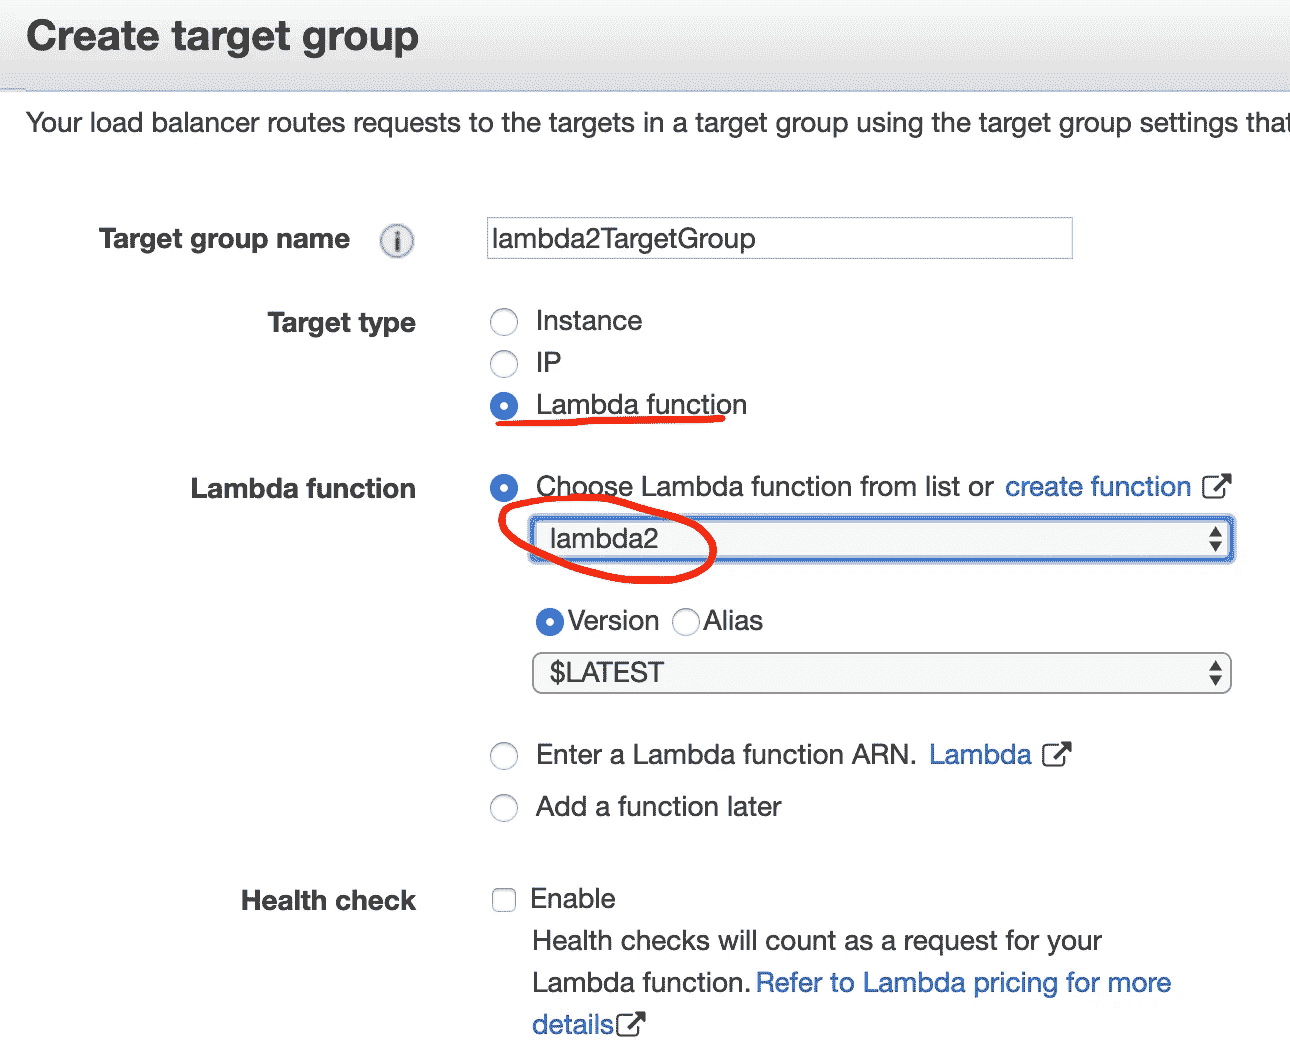 Create target group
Your load balancer routes requests to the targets in a target group using the target group settings that
Target group name i lambda2TargetGroup
Target type Instance
IP
Lambda function
Lambda function Choose Lambda function from list or create function
lambda2
Version Alias
$LATEST
Enter a Lambda function ARN. Lambda
Add a function later
Health check Enable
Health checks will count as a request for your
Lambda function. Refer to Lambda pricing for more
details